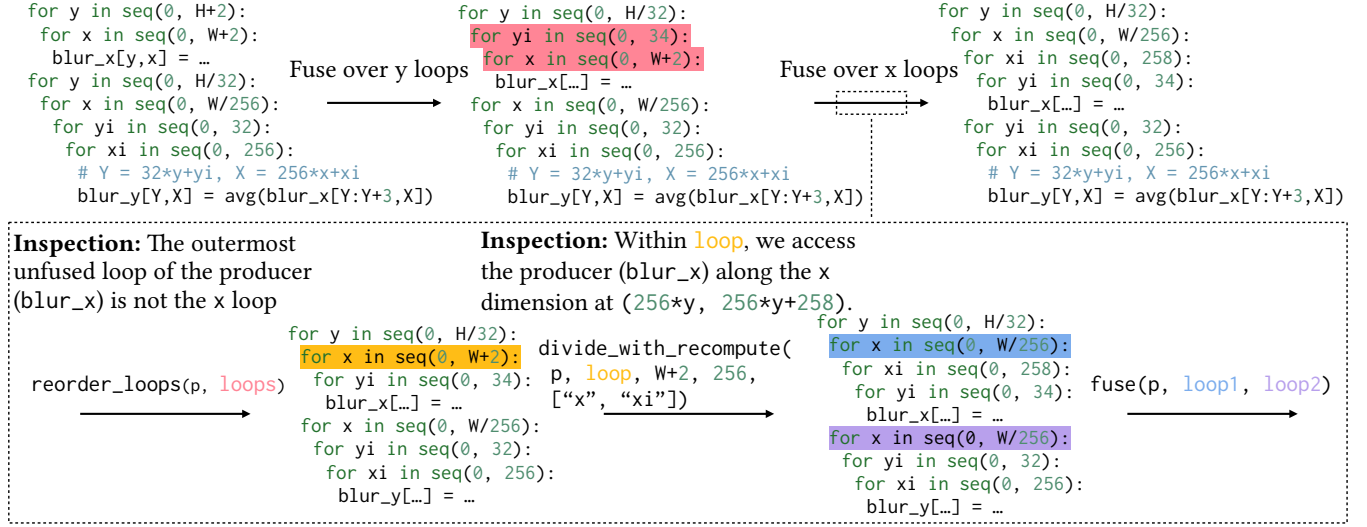 for y in seq(0, H+2):
for x in seq(0, W+2):
blur_x[y,x] = …
for y in seq(0, H/32):
for x in seq(0, W/256):
for yi in seq(0, 32):
for xi in seq(0, 256):
# Y = 32*y+yi, X = 256*x+xi
blur_y[Y,X] = avg(blur_x[Y:Y+3,X])
Fuse over y loops
for y in seq(0, H/32):
for yi in seq(0, 34):
for x in seq(0, W+2):
blur_x[…] = …
for x in seq(0, W/256):
for yi in seq(0, 32):
for xi in seq(0, 256):
# Y = 32*y+yi, X = 256*x+xi
blur_y[Y,X] = avg(blur_x[Y:Y+3,X])
Fuse over x loops
for y in seq(0, H/32):
for x in seq(0, W/256):
for xi in seq(0, 258):
for yi in seq(0, 34):
blur_x[…] = …
for yi in seq(0, 32):
for xi in seq(0, 256):
# Y = 32*y+yi, X = 256*x+xi
blur_y[Y,X] = avg(blur_x[Y:Y+3,X])
Inspection: The outermost
unfused loop of the producer
(blur_x) is not the x loop
reorder_loops(p, loops)
for y in seq(0, H/32):
for x in seq(0, W+2):
for yi in seq(0, 34):
blur_x[…] = …
for x in seq(0, W/256):
for yi in seq(0, 32):
for xi in seq(0, 256):
blur_y[…] = …
Inspection: Within loop, we access
the producer (blur_x) along the x
dimension at (256*y, 256*y+258).
divide_with_recompute(
p, loop, W+2, 256,
[“x”, “xi”])
for y in seq(0, H/32):
for x in seq(0, W/256):
for xi in seq(0, 258):
for yi in seq(0, 34):
blur_x[…] = …
for x in seq(0, W/256):
for yi in seq(0, 32):
for xi in seq(0, 256):
blur_y[…] = …
fuse(p, loop1, loop2)